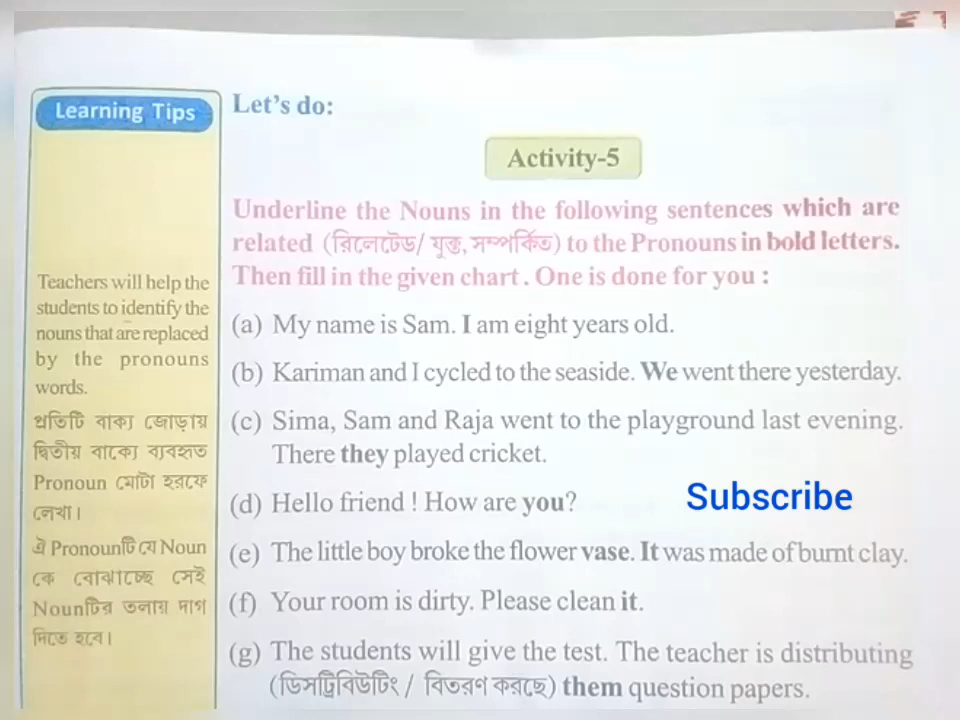 Learning Tips
Teachers will help the
students to identify the
nouns that are replaced
by the pronouns
words.
প্রতিটি বাক্য জোড়ায়
দ্বিতীয় বাক্যে ব্যবহৃত
Pronoun মোটা হরফে
লেখা।
ঐ Pronounটি যে Noun
কে বোঝাচ্ছে সেই
Nounটির তলায় দাগ
দিতে হবে।
Let's do:
Activity-5
Underline the Nouns in the following sentences which are
related (রিলেটেড/ যুক্ত, সম্পর্কিত) to the Pronouns in bold letters.
Then fill in the given chart . One is done for you :
(a) My name is Sam. I am eight years old.
(b) Kariman and I cycled to the seaside. We went there yesterday.
(c) Sima, Sam and Raja went to the playground last evening.
There they played cricket.
(d) Hello friend ! How are you?
Subscribe
(e) The little boy broke the flower vase. It was made of burnt clay.
(f) Your room is dirty. Please clean it.
(g) The students will give the test. The teacher is distributing
(ডিসট্রিবিউটিং / বিতরণ করছে) them question papers.